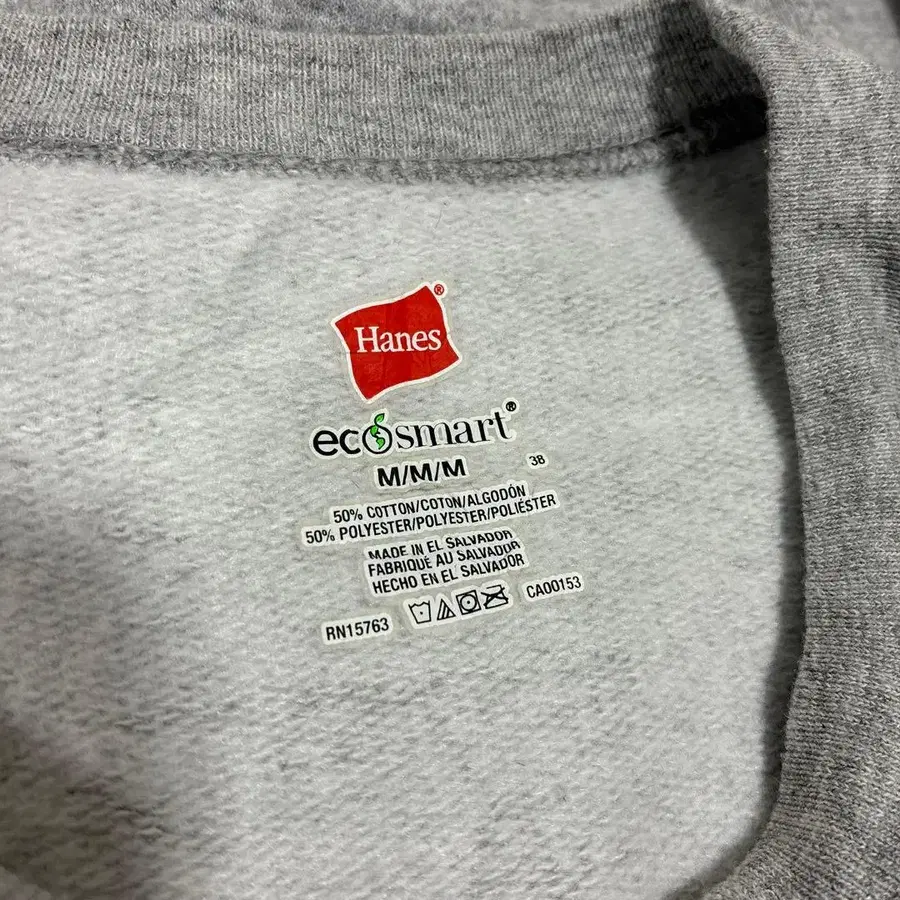 Hanes®
ecosmart®
M/M/M 38
50% COTTON/COTON/ALGODÓN
50% POLYESTER/POLYESTER/POLIÉSTER
MADE IN EL SALVADOR
FABRIQUÉ AU SALVADOR
HECHO EN EL SALVADOR
RN15763 CA00153